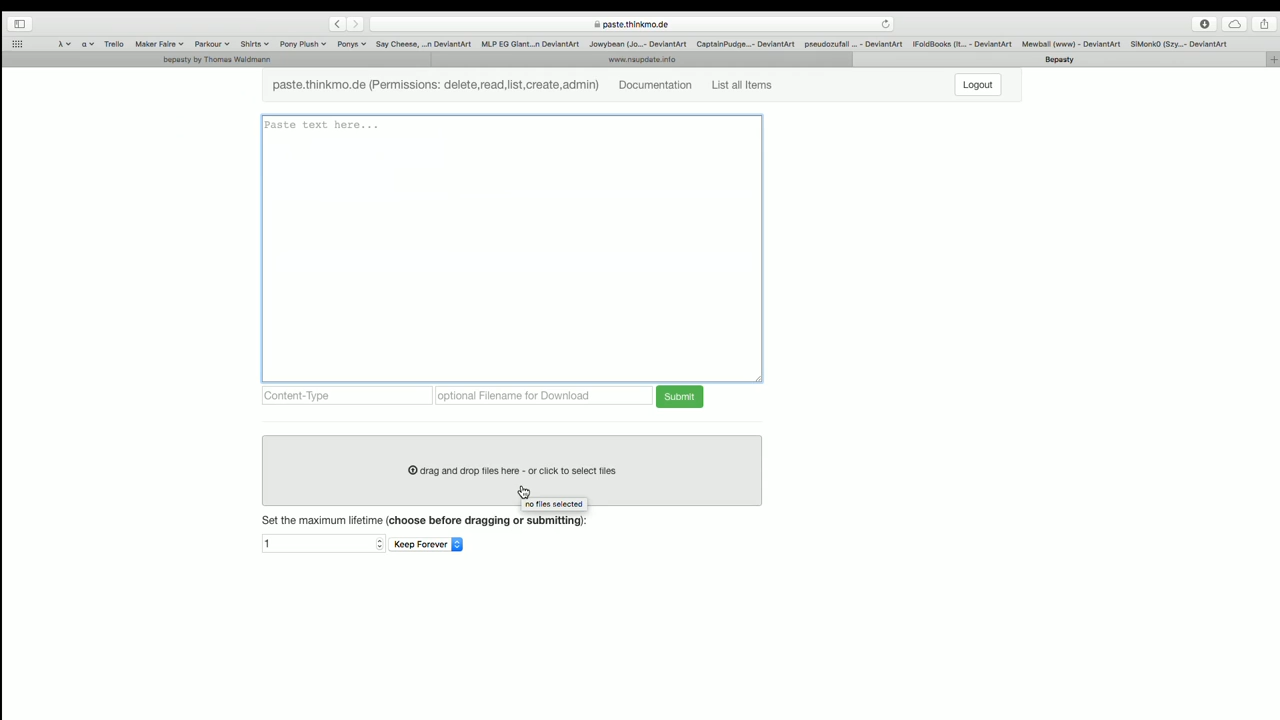 paste.thinkmo.de
λ α Trello Maker Faire Parkour Shirts Pony Plush Ponys Say Cheese, ...n DeviantArt MLP EG Giant...n DeviantArt Jowybean (Jo...- DeviantArt CaptainPudge...- DeviantArt pseudozufall ... - DeviantArt IFoldBooks (It... - DeviantArt Mewball (www) - DeviantArt SiMonk0 (Szy...- DeviantArt
bepasty by Thomas Waldmann www.nsupdate.info Bepasty
paste.thinkmo.de (Permissions: delete,read,list,create,admin) Documentation List all Items Logout
Paste text here...
Content-Type optional Filename for Download Submit
drag and drop files here - or click to select files
no files selected
Set the maximum lifetime (choose before dragging or submitting):
1 Keep Forever